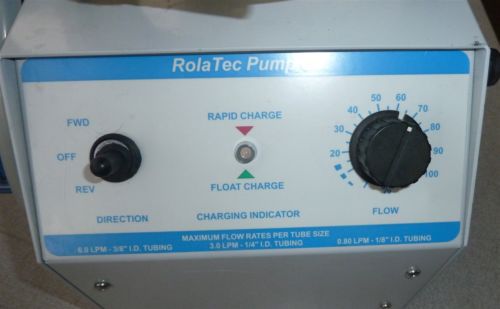 RolaTec Pump
FWD
OFF
REV
DIRECTION
RAPID CHARGE
FLOAT CHARGE
CHARGING INDICATOR
20
30
40
50
60
70
80
90
100
FLOW
MAXIMUM FLOW RATES PER TUBE SIZE
6.0 LPM - 3/8" I.D. TUBING 3.0 LPM - 1/4" I.D. TUBING 0.80 LPM - 1/8" I.D. TUBING